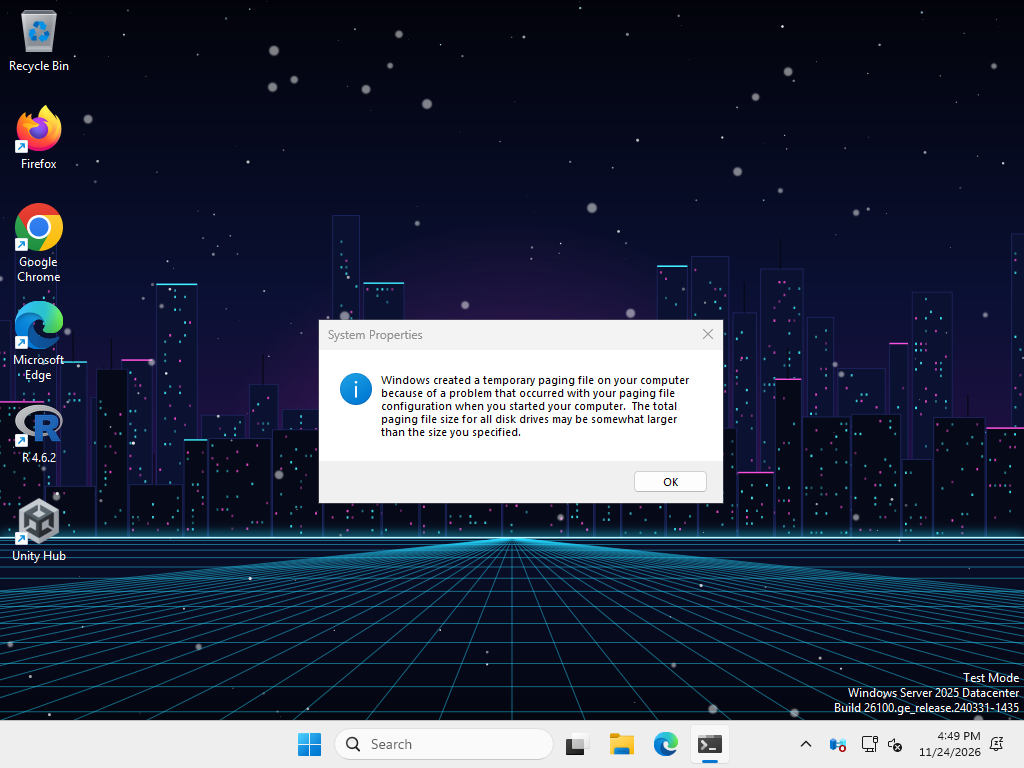 Recycle Bin
Firefox
Google
Chrome
Microsoft
Edge
R 4.6.2
Unity Hub
System Properties
Windows created a temporary paging file on your computer
because of a problem that occurred with your paging file
configuration when you started your computer.  The total
paging file size for all disk drives may be somewhat larger
than the size you specified.
OK
Test Mode
Windows Server 2025 Datacenter
Build 26100.ge_release.240331-1435
Search
4:49 PM
11/24/2026